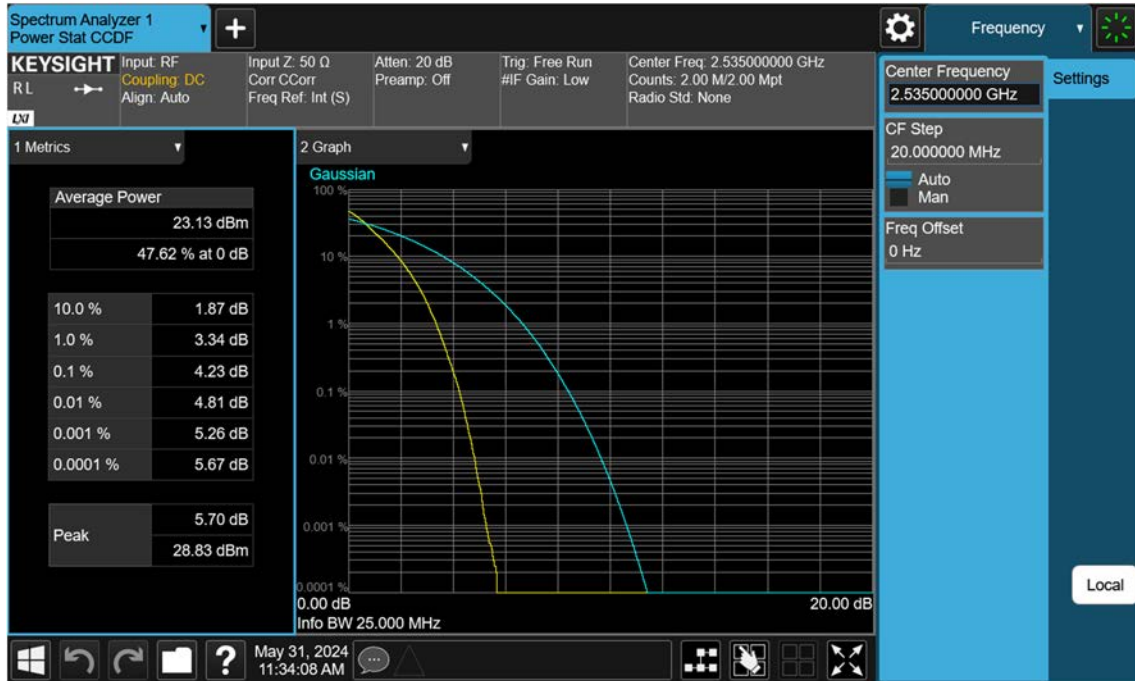 Spectrum Analyzer 1
Power Stat CCDF
Frequency
KEYSIGHT
RL
LXI
Input: RF
Coupling: DC
Align: Auto
Input Z: 50 Ω
Corr CCorr
Freq Ref: Int (S)
Atten: 20 dB
Preamp: Off
Trig: Free Run
#IF Gain: Low
Center Freq: 2.535000000 GHz
Counts: 2.00 M/2.00 Mpt
Radio Std: None
Center Frequency
2.535000000 GHz
Settings
CF Step
20.000000 MHz
Auto
Man
Freq Offset
0 Hz
1 Metrics
Average Power
23.13 dBm
47.62 % at 0 dB
10.0 % 1.87 dB
1.0 % 3.34 dB
0.1 % 4.23 dB
0.01 % 4.81 dB
0.001 % 5.26 dB
0.0001 % 5.67 dB
Peak
5.70 dB
28.83 dBm
2 Graph
Gaussian
100 %
10 %
1 %
0.1 %
0.01 %
0.001 %
0.0001 %
0.00 dB 20.00 dB
Info BW 25.000 MHz
Local
?
May 31, 2024
11:34:08 AM